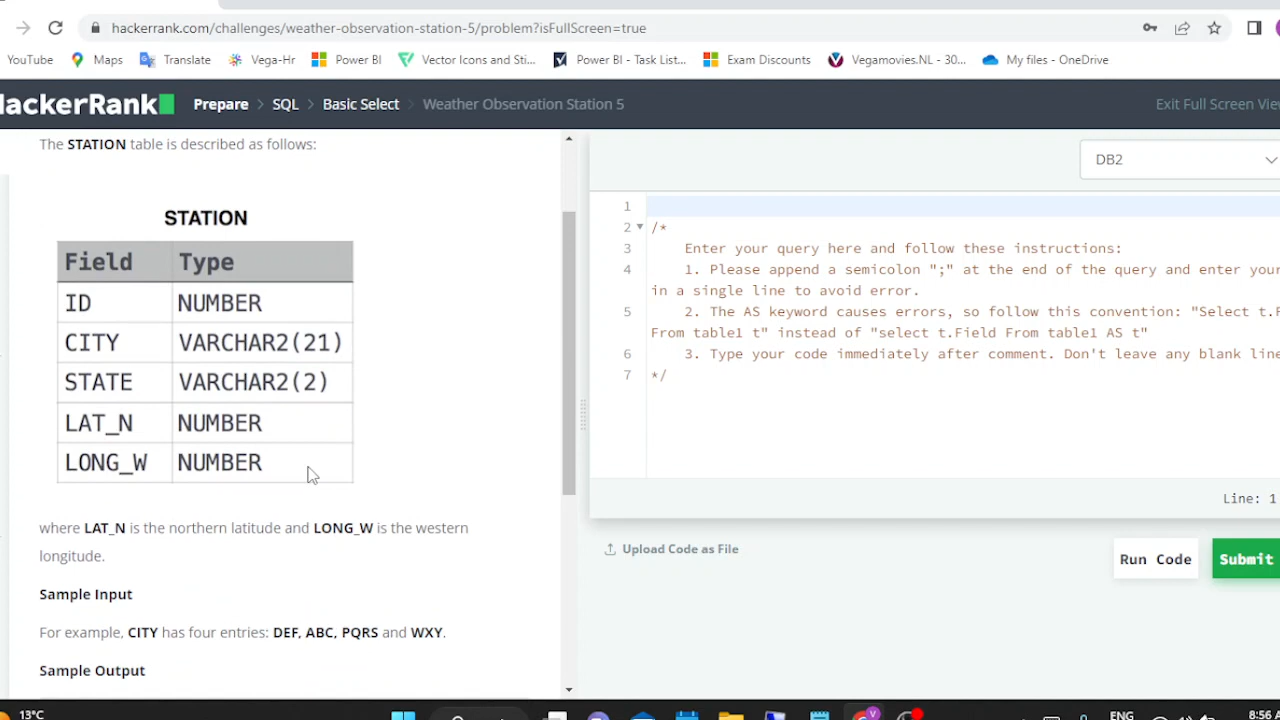 hackerrank.com/challenges/weather-observation-station-5/problem?isFullScreen=true
YouTube Maps Translate Vega-Hr Power BI Vector Icons and Sti... Power BI - Task List... Exam Discounts Vegamovies.NL - 30... My files - OneDrive
HackerRank Prepare > SQL > Basic Select > Weather Observation Station 5 Exit Full Screen Vie
The STATION table is described as follows:
DB2
STATION
Field Type
ID NUMBER
CITY VARCHAR2(21)
STATE VARCHAR2(2)
LAT_N NUMBER
LONG_W NUMBER
where LAT_N is the northern latitude and LONG_W is the western
longitude.
Sample Input
For example, CITY has four entries: DEF, ABC, PQRS and WXY.
Sample Output
1
2 /*
3 Enter your query here and follow these instructions:
4 1. Please append a semicolon ";" at the end of the query and enter your
in a single line to avoid error.
5 2. The AS keyword causes errors, so follow this convention: "Select t.F
From table1 t" instead of "select t.Field From table1 AS t"
6 3. Type your code immediately after comment. Don't leave any blank line
7 */
Line: 1
Upload Code as File
Run Code Submit
13°C
ENG
8:56